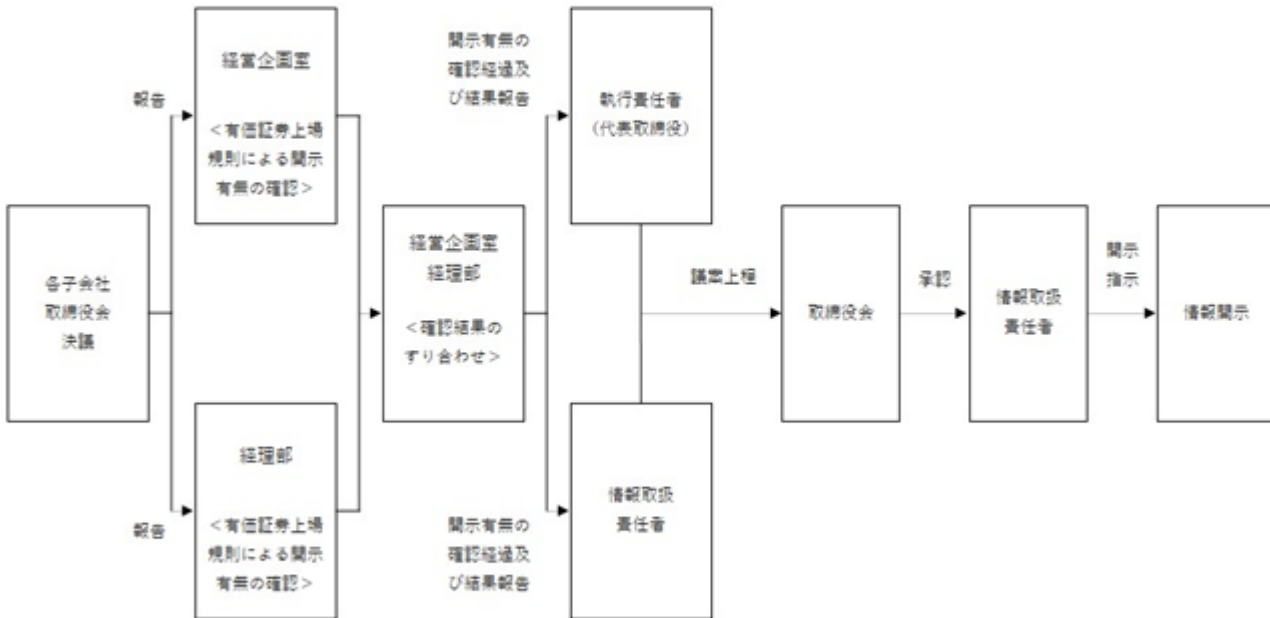 各子会社
取締役会
決議
報告
経営企画室
<有価証券上場
規則による開示
有無の確認>
報告
経理部
<有価証券上場
規則による開示
有無の確認>
経営企画室
経理部
<確認結果の
すり合わせ>
開示有無の
確認経過及
び結果報告
執行責任者
(代表取締役)
開示有無の
確認経過及
び結果報告
情報取扱
責任者
議案上程
取締役会
承認
情報取扱
責任者
開示
指示
情報開示